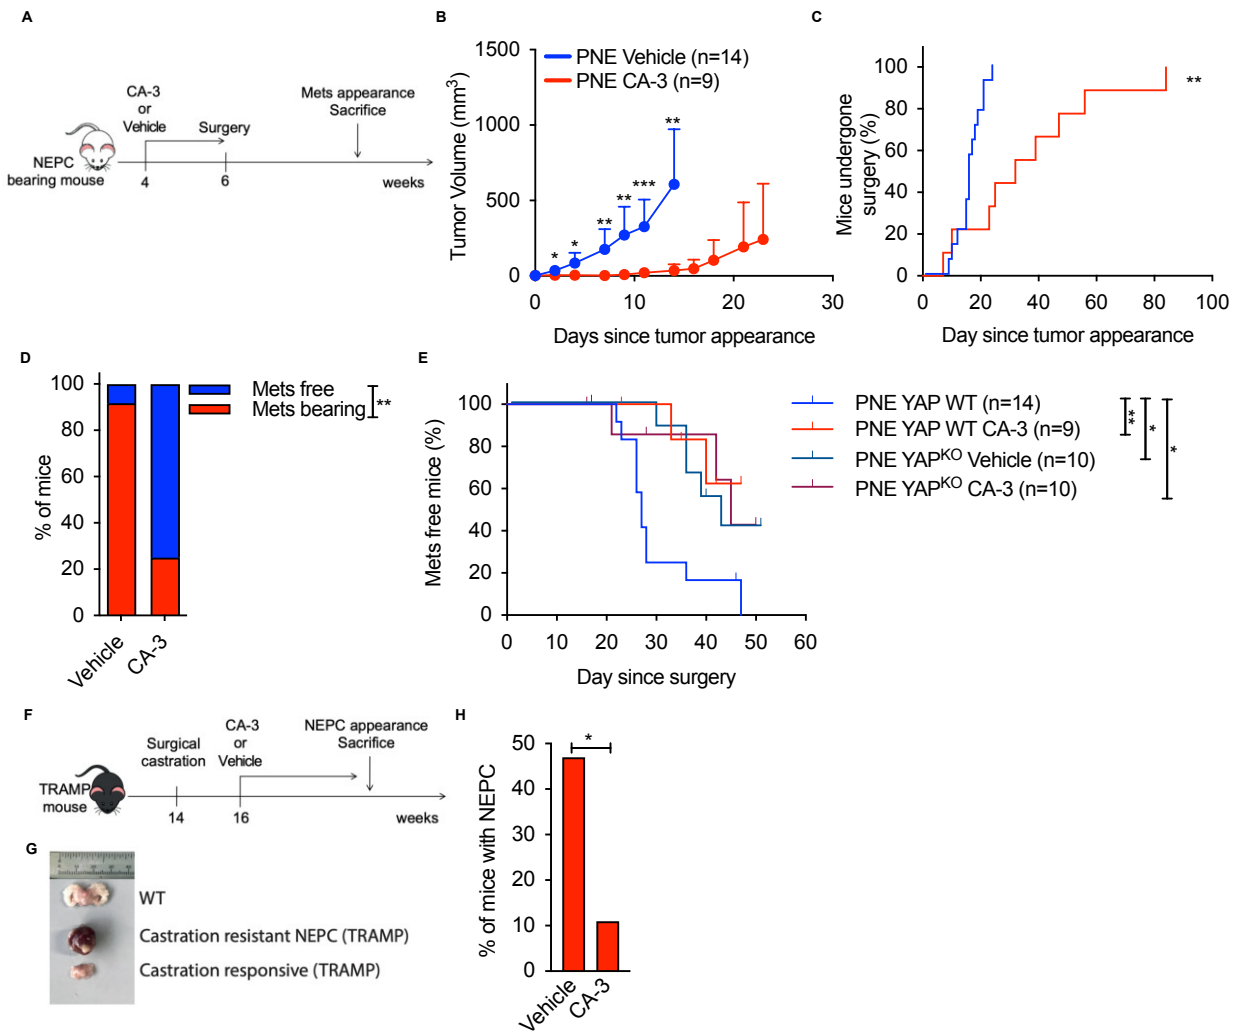 A
CA-3
or
Vehicle
Surgery
Mets appearance
Sacrifice
NEPC
bearing mouse
4
6
weeks
B
PNE Vehicle (n=14)
PNE CA-3 (n=9)
Tumor Volume (mm³)
1500
1000
500
0
* * ** ** *** **
0 10 20 30
Days since tumor appearance
C
Mice undergone
surgery (%)
100
80
60
40
20
0
**
0 20 40 60 80 100
Day since tumor appearance
D
% of mice
100
80
60
40
20
0
Mets free
Mets bearing
**
Vehicle
CA-3
E
Mets free mice (%)
100
80
60
40
20
0
0 10 20 30 40 50 60
Day since surgery
PNE YAP WT (n=14)
PNE YAP WT CA-3 (n=9)
PNE YAPᴷᴼ Vehicle (n=10)
PNE YAPᴷᴼ CA-3 (n=10)
** * *
F
Surgical
castration
CA-3
or
Vehicle
NEPC appearance
Sacrifice
TRAMP
mouse
14
16
weeks
G
WT
Castration resistant NEPC (TRAMP)
Castration responsive (TRAMP)
H
% of mice with NEPC
50
40
30
20
10
0
*
Vehicle
CA-3